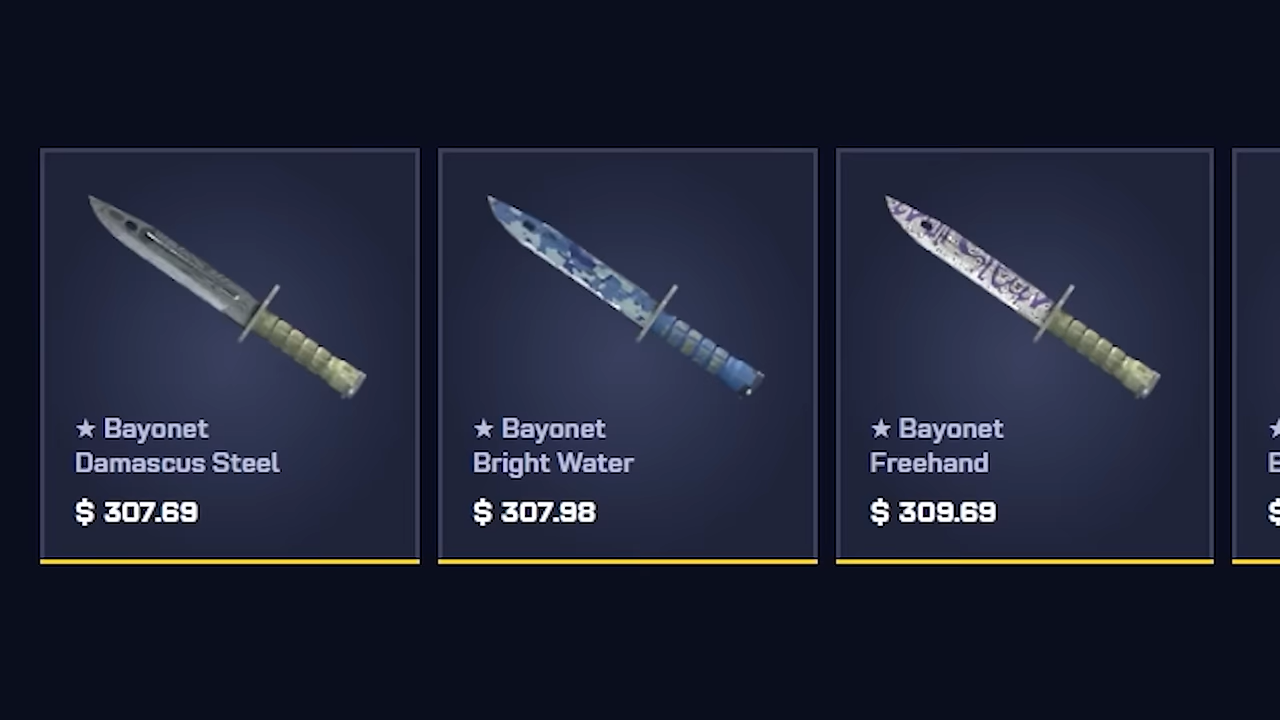 ★ Bayonet
Damascus Steel
$ 307.69
★ Bayonet
Bright Water
$ 307.98
★ Bayonet
Freehand
$ 309.69